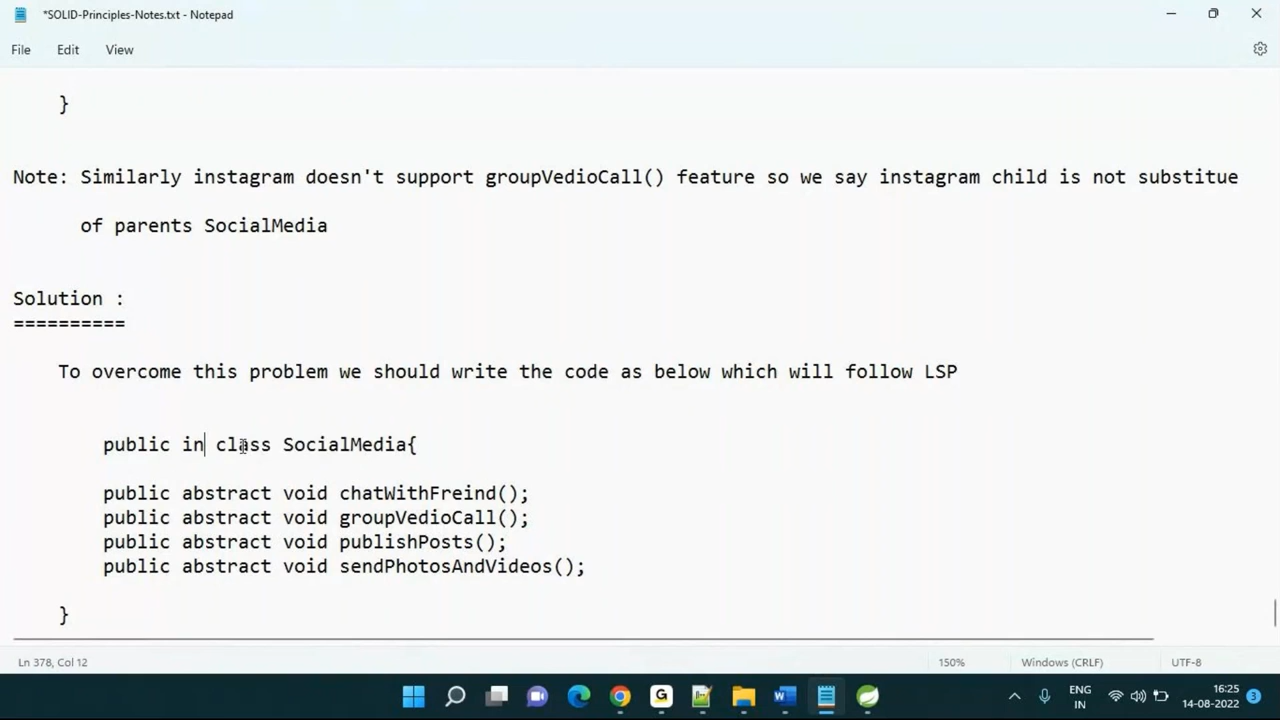 *SOLID-Principles-Notes.txt - Notepad
File Edit View
}
Note: Similarly instagram doesn't support groupVedioCall() feature so we say instagram child is not substitue
of parents SocialMedia
Solution :
==========
To overcome this problem we should write the code as below which will follow LSP
public in class SocialMedia{
public abstract void chatWithFreind();
public abstract void groupVedioCall();
public abstract void publishPosts();
public abstract void sendPhotosAndVideos();
}
Ln 378, Col 12 150% Windows (CRLF) UTF-8
ENG 16:25
IN 14-08-2022 3